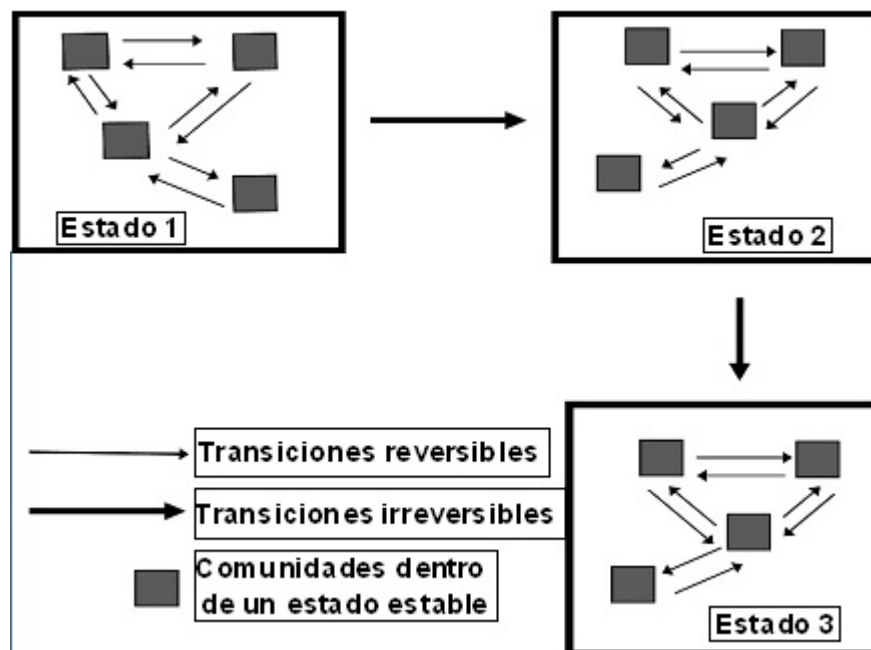 Estado 1
Estado 2
Transiciones reversibles
Transiciones irreversibles
Comunidades dentro
de un estado estable
Estado 3